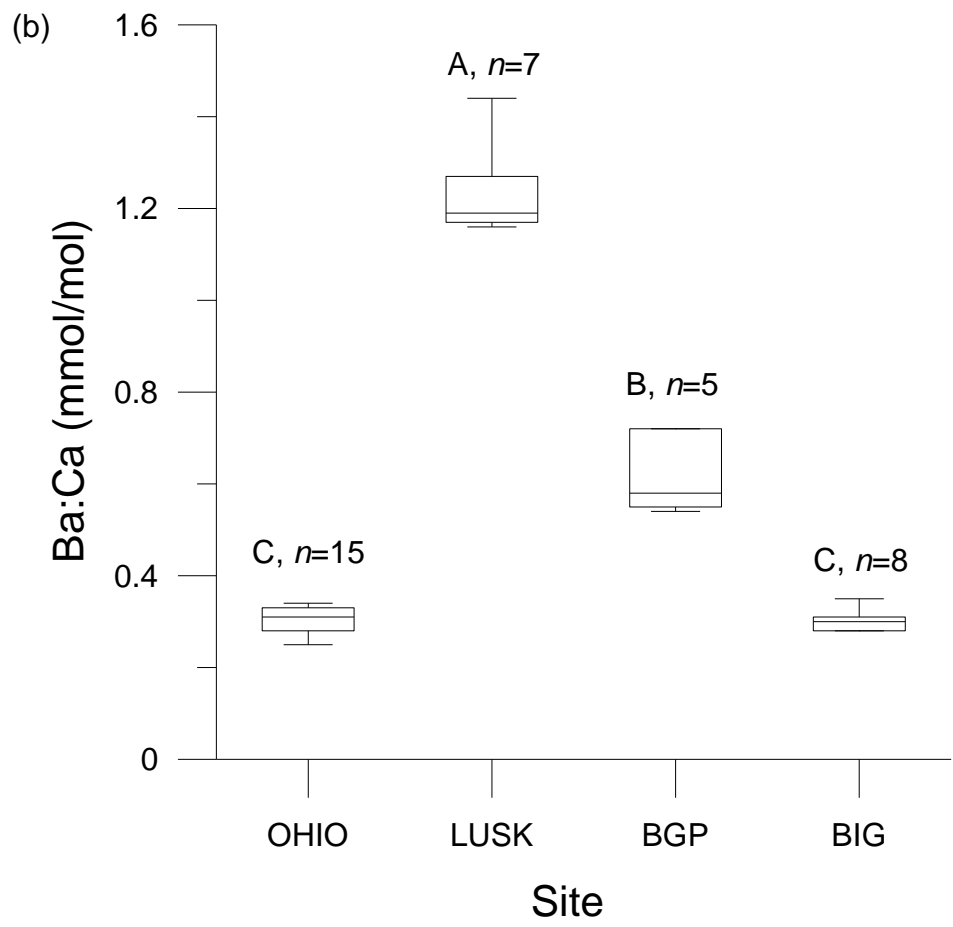 (b)
1.6
A, n=7
1.2
Ba:Ca (mmol/mol)
0.8
B, n=5
C, n=15
C, n=8
0.4
0
OHIO LUSK BGP BIG
Site